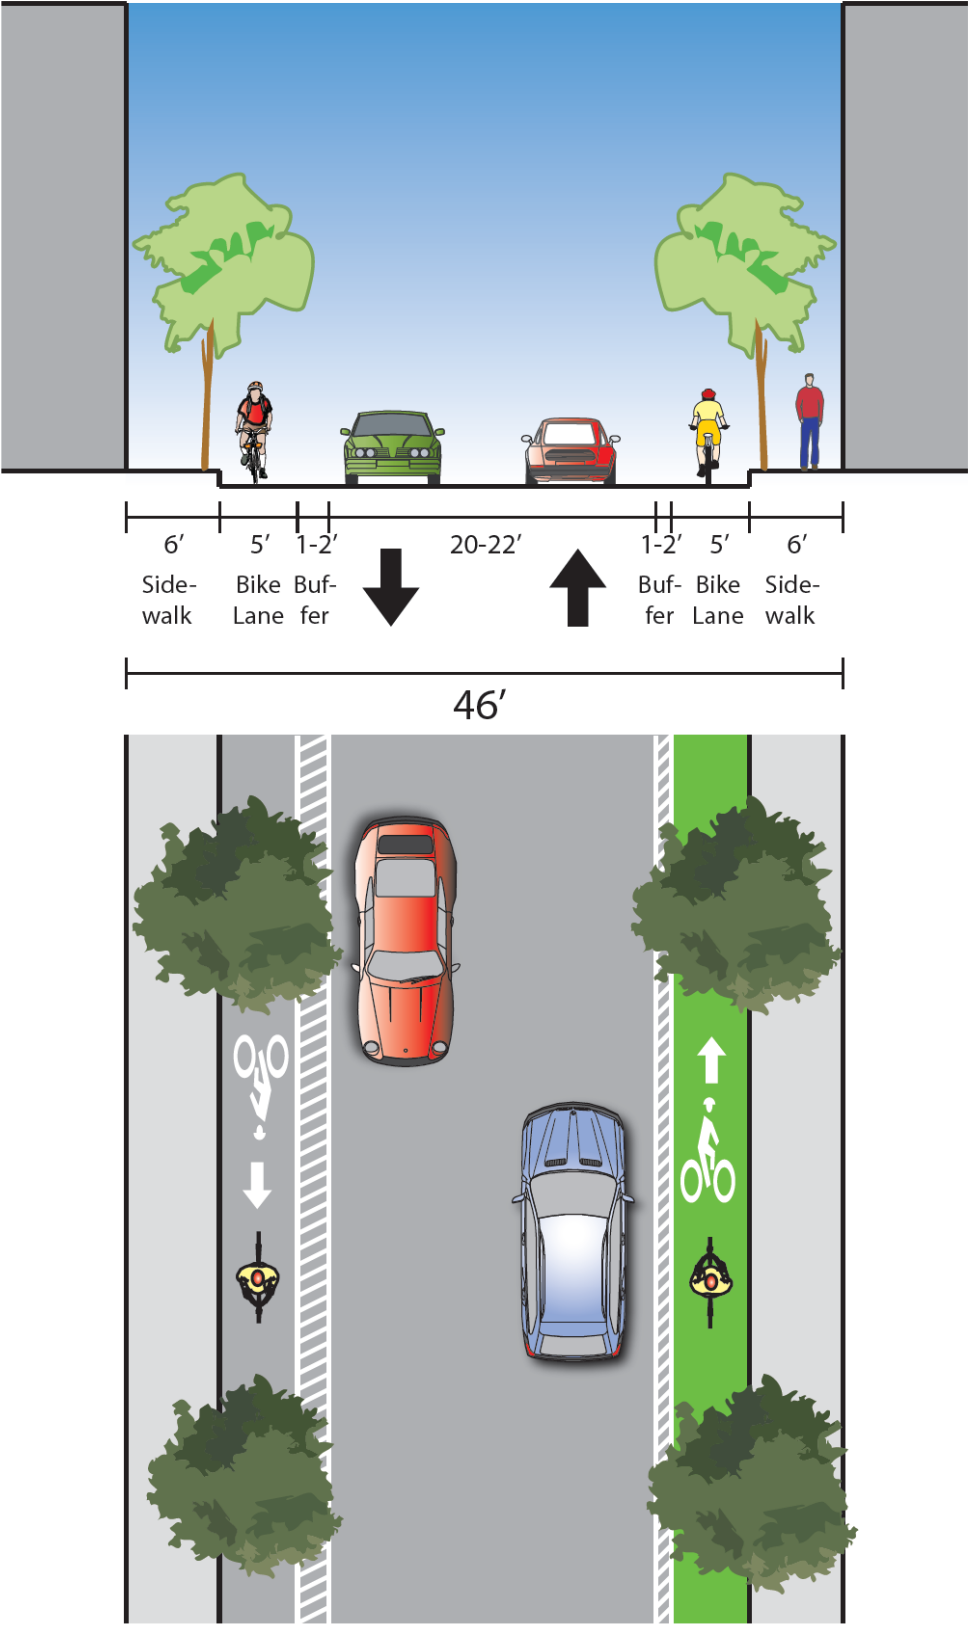 6’ 5’ 1-2’ 20-22’ 1-2’ 5’ 6’
Side- Bike Buf- Buf- Bike Side-
walk Lane fer fer Lane walk
46’